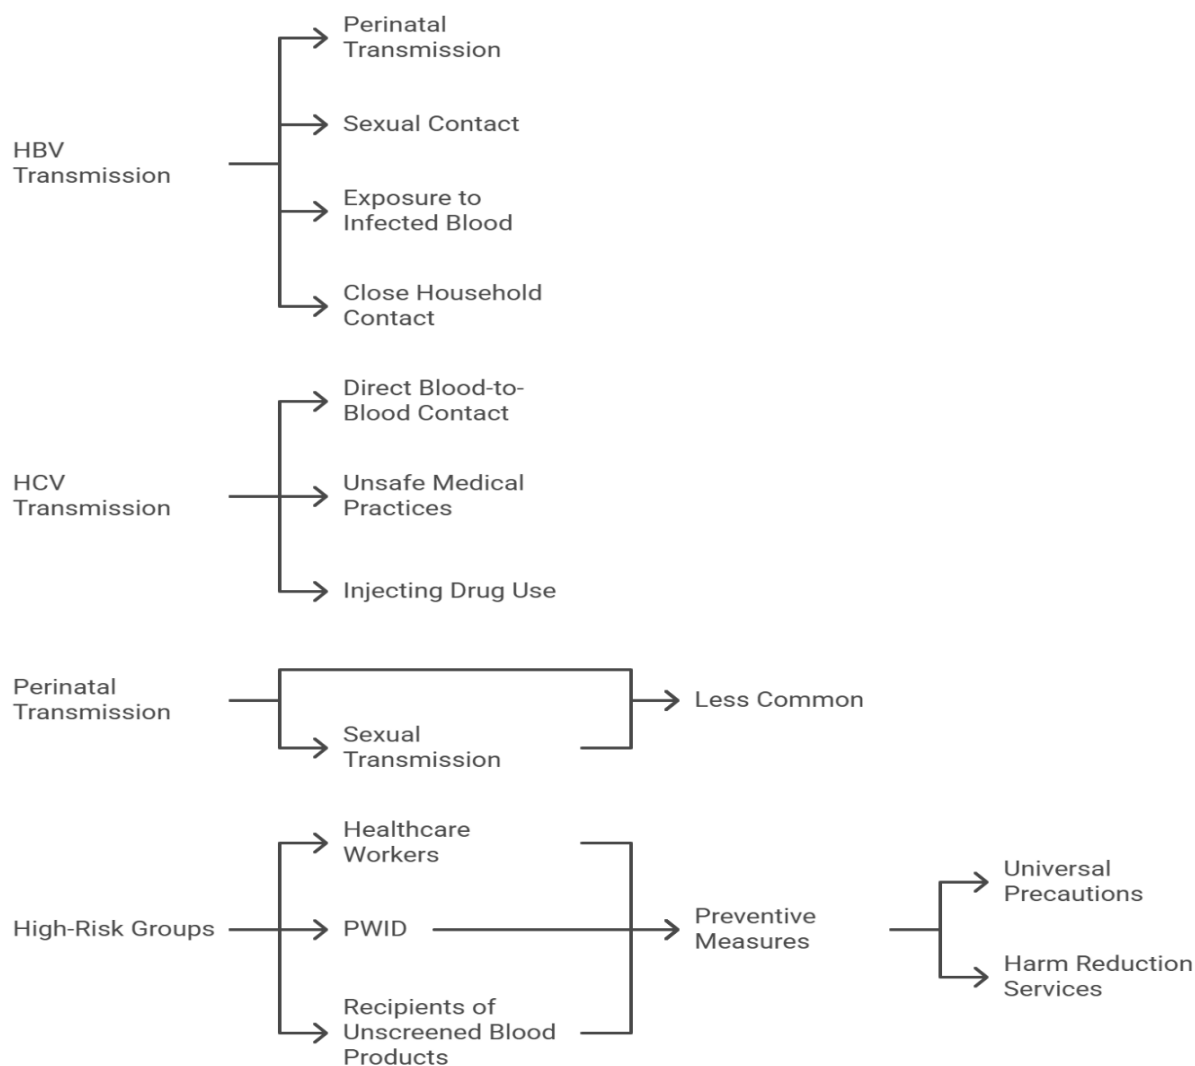 Perinatal
Transmission
Sexual Contact
HBV
Transmission
Exposure to
Infected Blood
Close Household
Contact
Direct Blood-to-
Blood Contact
HCV
Transmission
Unsafe Medical
Practices
Injecting Drug Use
Perinatal
Transmission
Less Common
Sexual
Transmission
Healthcare
Workers
Universal
Precautions
High-Risk Groups
PWID
Preventive
Measures
Harm Reduction
Services
Recipients of
Unscreened Blood
Products